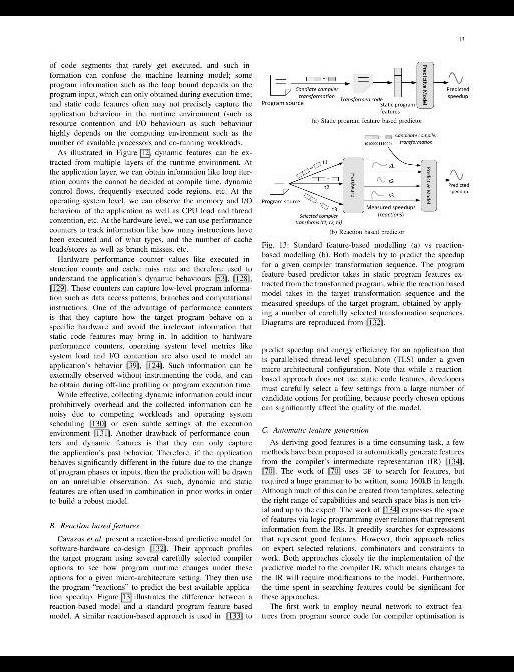 13
of code segments that rarely get executed, and such in-
formation can confuse the machine learning model; some
program information such as the loop bound depends on the
program input, which can only obtained during execution time;
and static code features often may not precisely capture the
application behaviour in the runtime environment (such as
resource contention and I/O behaviour) as such behaviour
highly depends on the computing environment such as the
number of available processors and co-running workloads.
As illustrated in Figure 12, dynamic features can be ex-
tracted from multiple layers of the runtime environment. At
the application layer, we can obtain information like loop iter-
ation counts the cannot be decided at compile time, dynamic
control flows, frequently executed code regions, etc. At the
operating system level, we can observe the memory and I/O
behaviour of the application as well as CPU load and thread
contention, etc. At the hardware level, we can use performance
counters to track information like how many instructions have
been executed and of what types, and the number of cache
loads/stores as well as branch misses, etc.
Hardware performance counter values like executed in-
struction counts and cache miss rate are therefore used to
understand the application's dynamic behaviours [53], [128],
[129]. These counters can capture low-level program informa-
tion such as data access patterns, branches and computational
instructions. One of the advantage of performance counters
is that they capture how the target program behave on a
specific hardware and avoid the irrelevant information that
static code features may bring in. In addition to hardware
performance counters, operating system level metrics like
system load and I/O contention are also used to model an
application's behavior [39], [124]. Such information can be
externally observed without instrumenting the code, and can
be obtain during off-line profiling or program execution time.
While effective, collecting dynamic information could incur
prohibitively overhead and the collected information can be
noisy due to competing workloads and operating system
scheduling [130] or even subtle settings of the execution
environment [131]. Another drawback of performance coun-
ters and dynamic features is that they can only capture
the application's past behavior. Therefore, if the application
behaves significantly different in the future due to the change
of program phases or inputs, then the prediction will be drawn
on an unreliable observation. As such, dynamic and static
features are often used in combination in prior works in order
to build a robust model.
B. Reaction based features
Cavazos et al. present a reaction-based predictive model for
software-hardware co-design [132]. Their approach profiles
the target program using several carefully selected compiler
options to see how program runtime changes under these
options for a given micro-architecture setting. They then use
the program "reactions" to predict the best available applica-
tion speedup. Figure 13 illustrates the difference between a
reaction-based model and a standard program feature based
model. A similar reaction-based approach is used in [133] to
Program source
Candiate compiler
transformation
Transformed code
Static program
features
Predictive Model
Predicted
speedup
(a) Static program feature based predictor
Candidate compiler
transformation
Program source
t1
t2
Selected compiler
transforms (t1, t2, t3)
Measured speedups
(reactions)
Predictive Model
Predicted
speedup
(b) Reaction based predictor
Fig. 13: Standard feature-based modelling (a) vs reaction-
based modelling (b). Both models try to predict the speedup
for a given compiler transformation sequence. The program
feature based predictor takes in static program features ex-
tracted from the transformed program, while the reaction based
model takes in the target transformation sequence and the
measured speedups of the target program, obtained by apply-
ing a number of carefully selected transformation sequences.
Diagrams are reproduced from [132].
predict speedup and energy efficiency for an application that
is parallelised thread-level speculation (TLS) under a given
micro-architectural configuration. Note that while a reaction-
based approach does not use static code features, developers
must carefully select a few settings from a large number of
candidate options for profiling, because poorly chosen options
can significantly affect the quality of the model.
C. Automatic feature generation
As deriving good features is a time-consuming task, a few
methods have been proposed to automatically generate features
from the compiler's intermediate representation (IR) [134],
[70]. The work of [70] uses GP to search for features, but
required a huge grammar to be written, some 160kB in length.
Although much of this can be created from templates, selecting
the right range of capabilities and search space bias is non triv-
ial and up to the expert. The work of [134] expresses the space
of features via logic programming over relations that represent
information from the IRs. It greedily searches for expressions
that represent good features. However, their approach relies
on expert selected relations, combinators and constraints to
work. Both approaches closely tie the implementation of the
predictive model to the compiler IR, which means changes to
the IR will require modifications to the model. Furthermore,
the time spent in searching features could be significant for
these approaches.
The first work to employ neural network to extract fea-
tures from program source code for compiler optimisation is